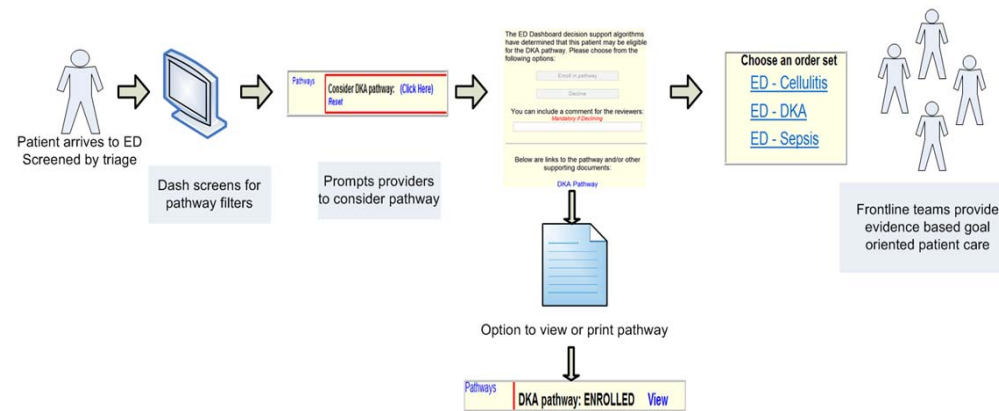 Patient arrives to ED
Screened by triage
Dash screens for
pathway filters
Pathways
Consider DKA pathway: (Click Here)
Reset
Prompts providers
to consider pathway
The ED Dashboard decision support algorithms
have determined that this patient may be eligible
for the DKA pathway. Please choose from the
following options:
Enroll in pathway
Decline
You can include a comment for the reviewers:
Mandatory if Declining
Below are links to the pathway and/or other
supporting documents:
DKA Pathway
Option to view or print pathway
Pathways
DKA pathway: ENROLLED View
Choose an order set
ED - Cellulitis
ED - DKA
ED - Sepsis
Frontline teams provide
evidence based goal
oriented patient care